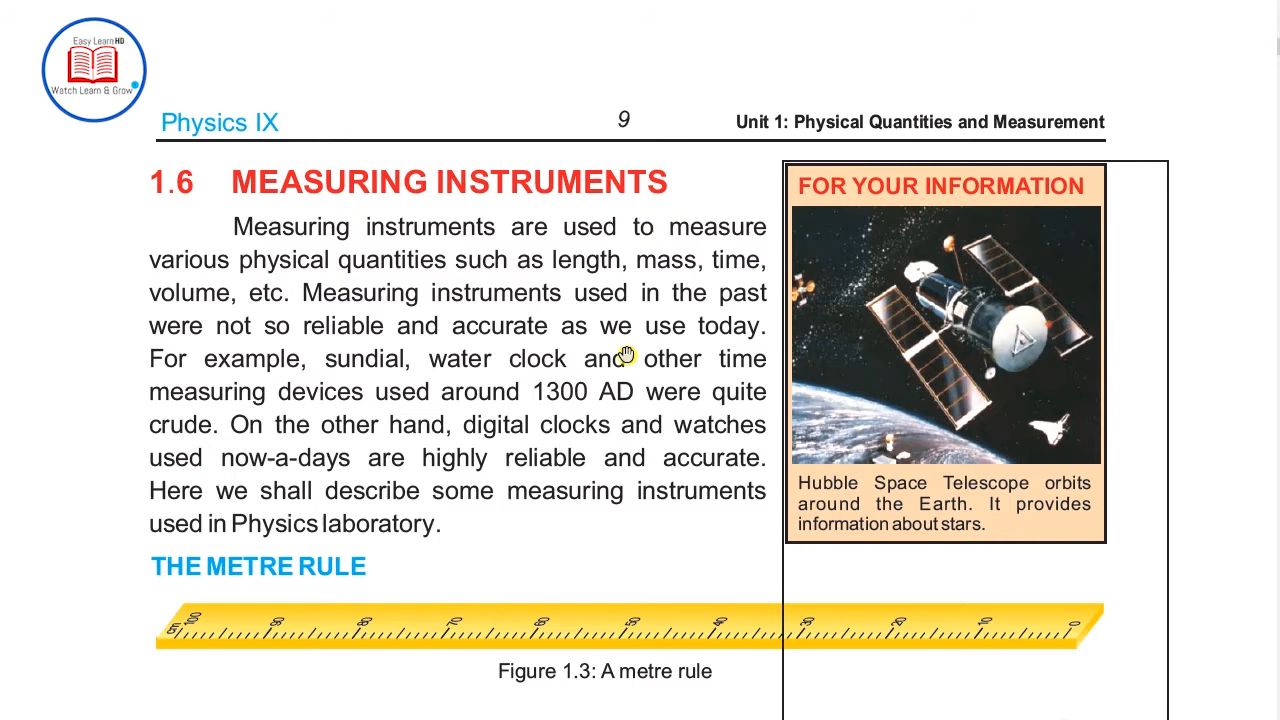 Easy Learn HD
Watch Learn & Grow
Physics IX
9
Unit 1: Physical Quantities and Measurement
1.6 MEASURING INSTRUMENTS
Measuring instruments are used to measure
various physical quantities such as length, mass, time,
volume, etc. Measuring instruments used in the past
were not so reliable and accurate as we use today.
For example, sundial, water clock and other time
measuring devices used around 1300 AD were quite
crude. On the other hand, digital clocks and watches
used now-a-days are highly reliable and accurate.
Here we shall describe some measuring instruments
used in Physics laboratory.
FOR YOUR INFORMATION
Hubble Space Telescope orbits
around the Earth. It provides
information about stars.
THE METRE RULE
cm 100 90 80 70 60 50 40 30 20 10 0
Figure 1.3: A metre rule